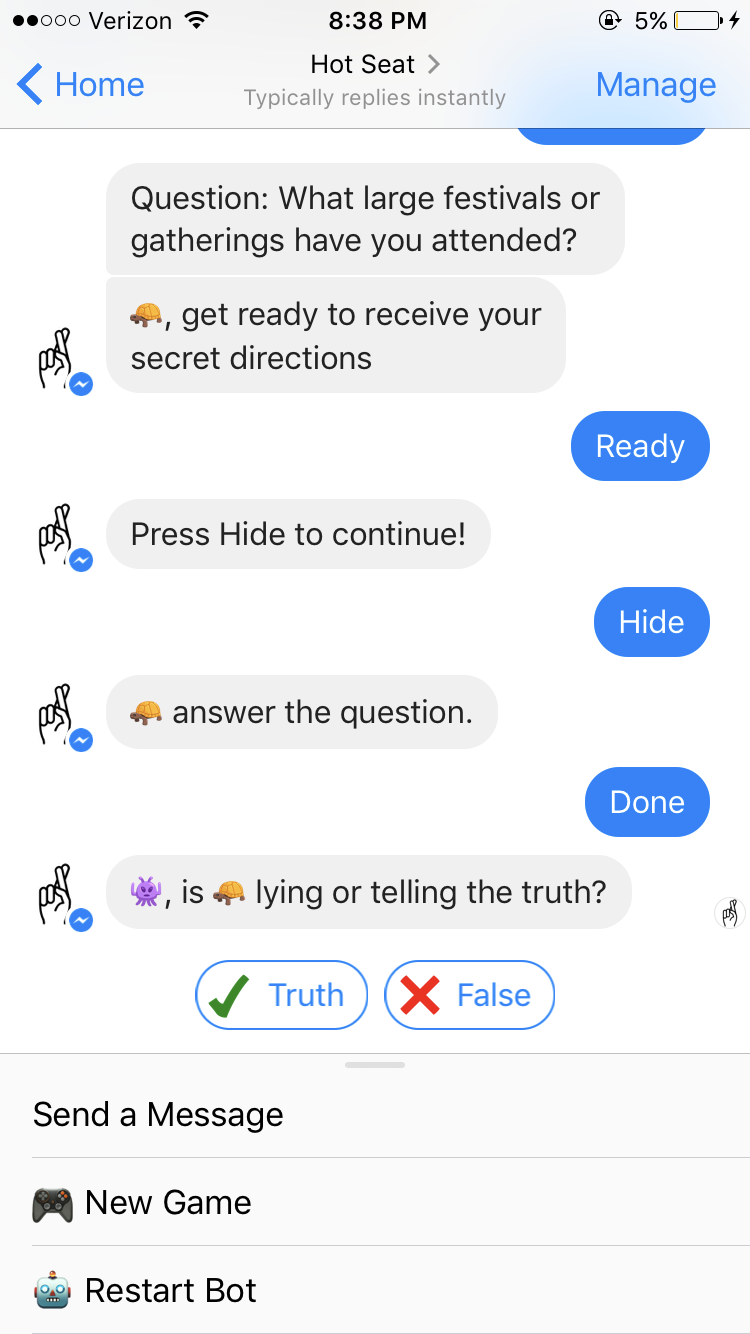 Verizon 8:38 PM 5%
Home Hot Seat Manage
Typically replies instantly
Question: What large festivals or
gatherings have you attended?
🐢, get ready to receive your
secret directions
Ready
Press Hide to continue!
Hide
🐢 answer the question.
Done
👾, is 🐢 lying or telling the truth?
✔ Truth ❌ False
Send a Message
🎮 New Game
🤖 Restart Bot